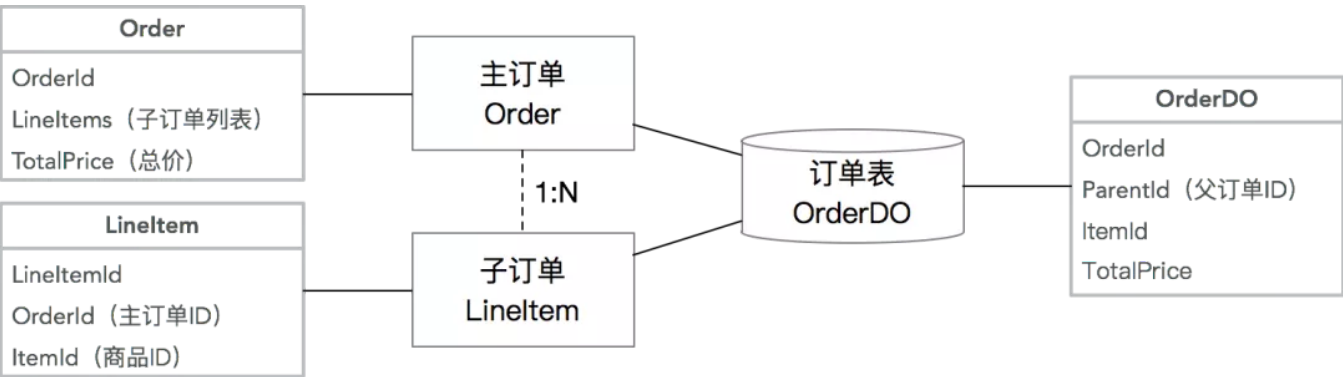 Order
OrderId
LineItems（子订单列表）
TotalPrice（总价）
LineItem
LineItemId
OrderId（主订单ID）
ItemId（商品ID）
主订单
Order
1:N
子订单
LineItem
订单表
OrderDO
OrderDO
OrderId
ParentId（父订单ID）
ItemId
TotalPrice